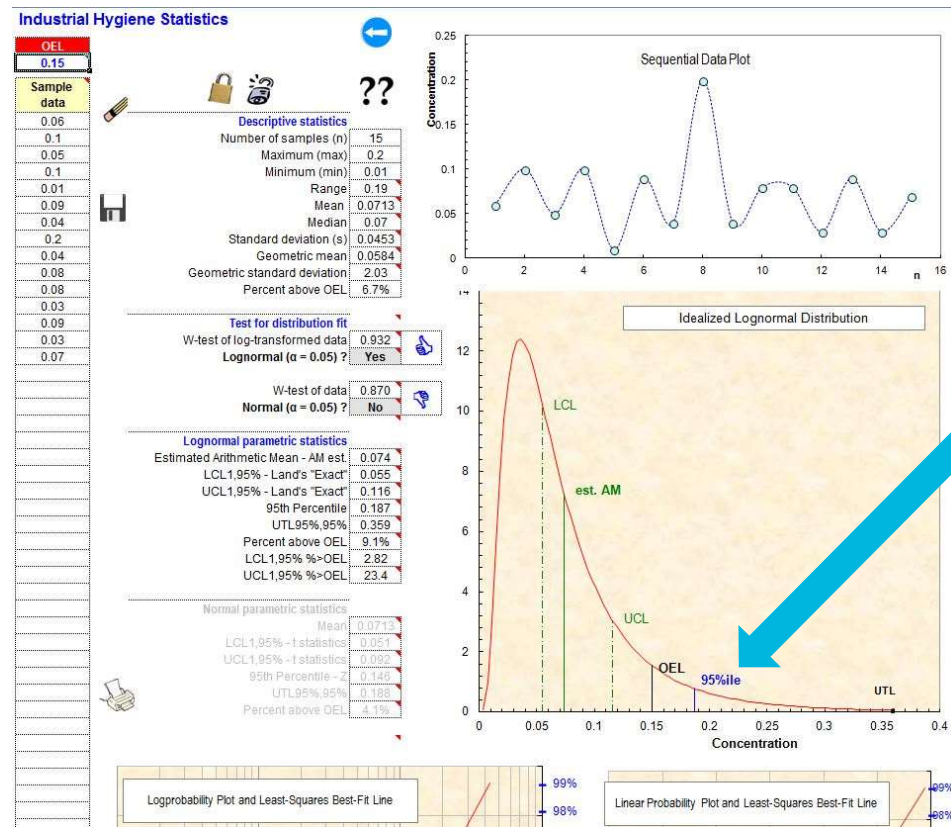 Industrial Hygiene Statistics
OEL
0.15
Sample
data
0.06
0.1
0.05
0.1
0.01
0.09
0.04
0.2
0.04
0.08
0.08
0.03
0.09
0.03
0.07
??
Descriptive statistics
Number of samples (n) 15
Maximum (max) 0.2
Minimum (min) 0.01
Range 0.19
Mean 0.0713
Median 0.07
Standard deviation (s) 0.0453
Geometric mean 0.0584
Geometric standard deviation 2.03
Percent above OEL 6.7%
Test for distribution fit
W-test of log-transformed data 0.932
Lognormal (α = 0.05) ? Yes
W-test of data 0.870
Normal (α = 0.05) ? No
Lognormal parametric statistics
Estimated Arithmetic Mean - AM est. 0.074
LCL1,95% - Land's "Exact" 0.055
UCL1,95% - Land's "Exact" 0.116
95th Percentile 0.187
UTL95%,95% 0.359
Percent above OEL 9.1%
LCL1,95% %>OEL 2.82
UCL1,95% %>OEL 23.4
Normal parametric statistics
Mean 0.0713
LCL1,95% - t statistics 0.051
UCL1,95% - t statistics 0.092
95th Percentile - Z 0.146
UTL95%,95% 0.188
Percent above OEL 4.1%
Sequential Data Plot
Concentration
0.25
0.2
0.15
0.1
0.05
0
0 2 4 6 8 10 12 14 16
n
Idealized Lognormal Distribution
14
12
10
8
6
4
2
0
LCL
est. AM
UCL
OEL
95%ile
UTL
0 0.05 0.1 0.15 0.2 0.25 0.3 0.35 0.4
Concentration
Logprobability Plot and Least-Squares Best-Fit Line
99%
98%
Linear Probability Plot and Least-Squares Best-Fit Line
99%
98%